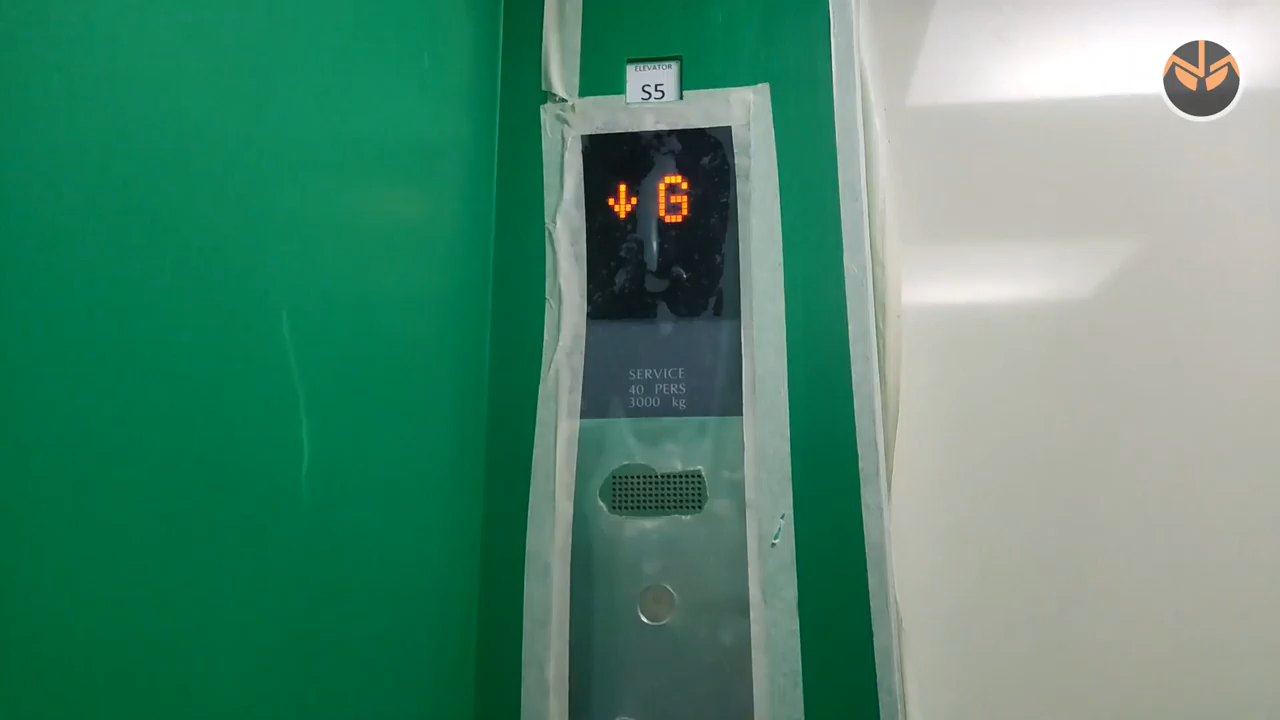 ELEVATOR
S5
↓ G
SERVICE
40 PERS
3000 kg